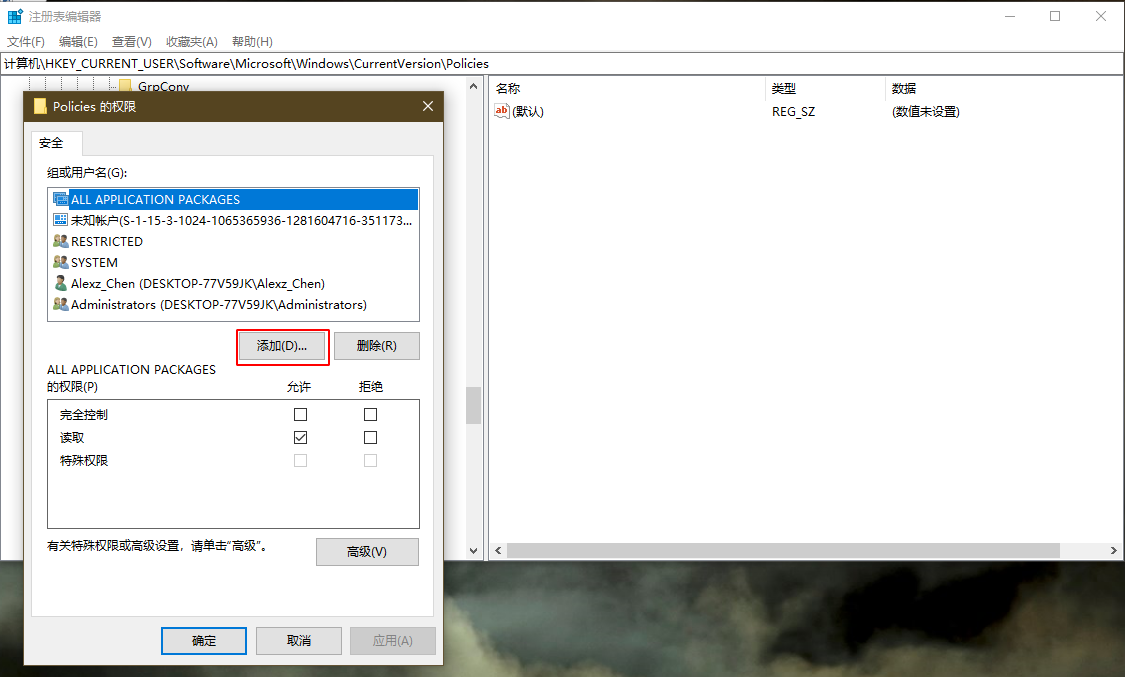 注册表编辑器
文件(F) 编辑(E) 查看(V) 收藏夹(A) 帮助(H)
计算机\HKEY_CURRENT_USER\Software\Microsoft\Windows\CurrentVersion\Policies
GrpConv
名称 类型 数据
ab (默认) REG_SZ (数值未设置)
Policies 的权限
安全
组或用户名(G):
ALL APPLICATION PACKAGES
未知帐户(S-1-15-3-1024-1065365936-1281604716-351173...
RESTRICTED
SYSTEM
Alexz_Chen (DESKTOP-77V59JK\Alexz_Chen)
Administrators (DESKTOP-77V59JK\Administrators)
添加(D)... 删除(R)
ALL APPLICATION PACKAGES
的权限(P) 允许 拒绝
完全控制
读取
特殊权限
有关特殊权限或高级设置，请单击“高级”。
高级(V)
确定 取消 应用(A)